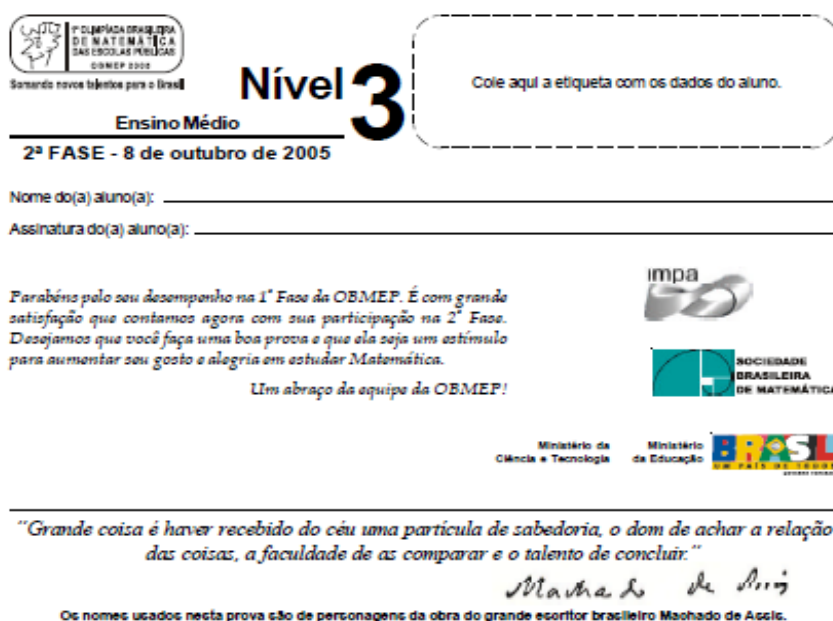 1ª OLIMPÍADA BRASILEIRA
DE MATEMÁTICA
DAS ESCOLAS PÚBLICAS
OBMEP 2005
Somando novos talentos para o Brasil
Nível 3
Ensino Médio
2ª FASE - 8 de outubro de 2005
Cole aqui a etiqueta com os dados do aluno.
Nome do(a) aluno(a):
Assinatura do(a) aluno(a):
Parabéns pelo seu desempenho na 1ª Fase da OBMEP. É com grande
satisfação que contamos agora com sua participação na 2ª Fase.
Desejamos que você faça uma boa prova e que ela seja um estímulo
para aumentar seu gosto e alegria em estudar Matemática.
Um abraço da equipe da OBMEP!
impa
SOCIEDADE
BRASILEIRA
DE MATEMÁTICA
Ministério da
Ciência e Tecnologia
Ministério
da Educação
BRASIL
UM PAÍS DE TODOS
"Grande coisa é haver recebido do céu uma partícula de sabedoria, o dom de achar a relação
das coisas, a faculdade de as comparar e o talento de concluir."
Machado de Assis
Os nomes usados nesta prova são de personagens da obra do grande escritor brasileiro Machado de Assis.